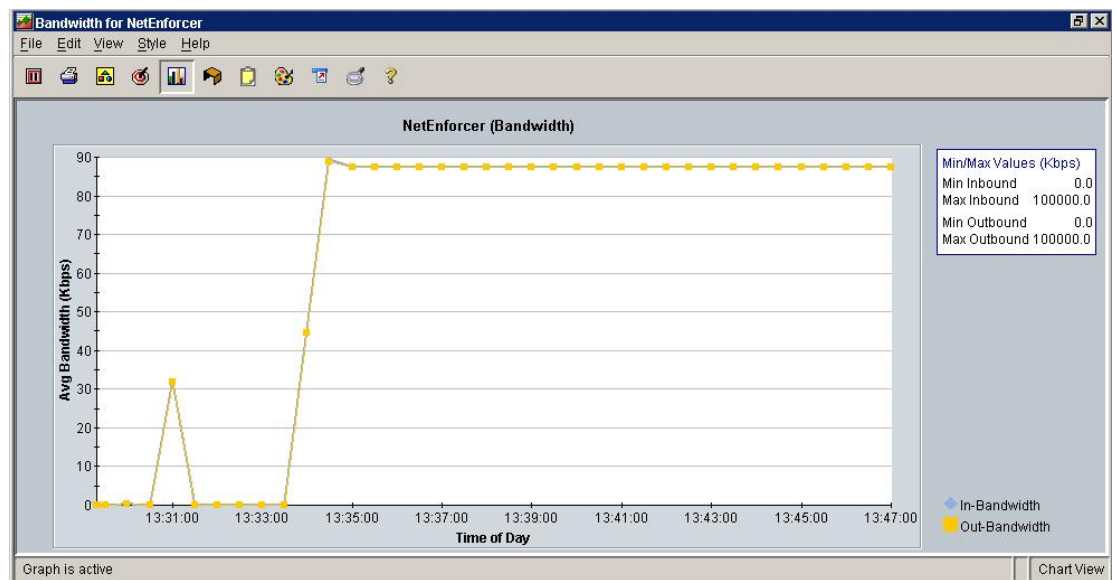 Bandwidth for NetEnforcer
File Edit View Style Help
NetEnforcer (Bandwidth)
Avg Bandwidth (Kbps)
90
80
70
60
50
40
30
20
10
0
13:31:00 13:33:00 13:35:00 13:37:00 13:39:00 13:41:00 13:43:00 13:45:00 13:47:00
Time of Day
Min/Max Values (Kbps)
Min Inbound 0.0
Max Inbound 100000.0
Min Outbound 0.0
Max Outbound 100000.0
In-Bandwidth
Out-Bandwidth
Graph is active
Chart View